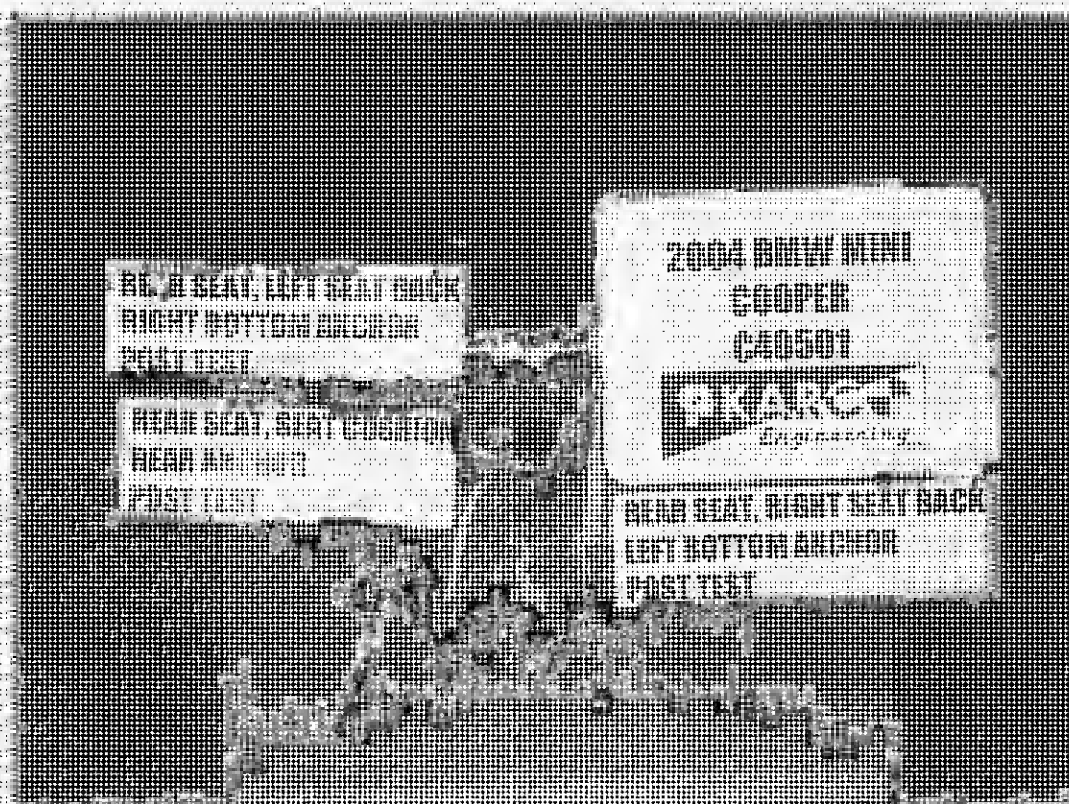 REAR SEAT, LEFT SEAT BACK
RIGHT BOTTOM ANCHOR
POST TEST
REAR SEAT, SEAT CUSHION
REAR ANCHOR
POST TEST
2004 BMW MINI
COOPER
C40501
KARCO
Engineering
REAR SEAT, RIGHT SEAT BACK
LEFT BOTTOM ANCHOR
POST TEST